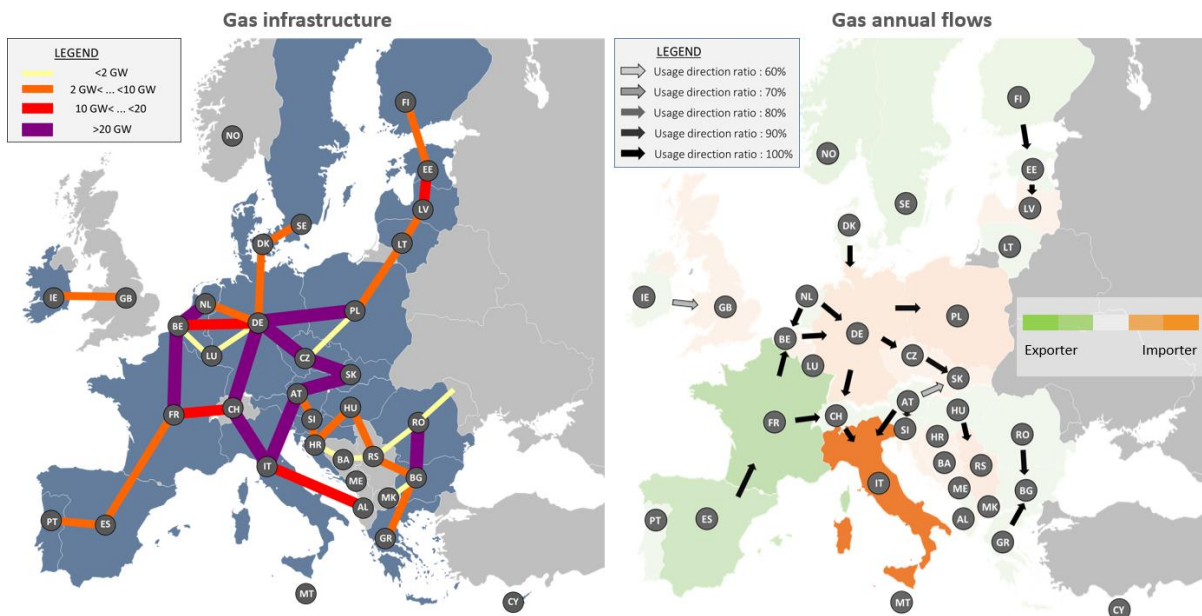 Gas infrastructure
LEGEND
<2 GW
2 GW< ... <10 GW
10 GW< ... <20
>20 GW
FI
NO
EE
SE
LV
DK
LT
IE
GB
NL
BE
DE
PL
LU
CZ
SK
AT
FR
CH
SI
HU
RO
HR
BA
RS
IT
ME
BG
MK
AL
PT
ES
GR
MT
CY
Gas annual flows
LEGEND
Usage direction ratio : 60%
Usage direction ratio : 70%
Usage direction ratio : 80%
Usage direction ratio : 90%
Usage direction ratio : 100%
FI
NO
EE
SE
LV
DK
LT
IE
GB
NL
PL
DE
BE
CZ
LU
SK
AT
HU
CH
FR
SI
HR
RO
BA
RS
IT
ME
BG
MK
PT
ES
AL
GR
MT
CY
Exporter
Importer